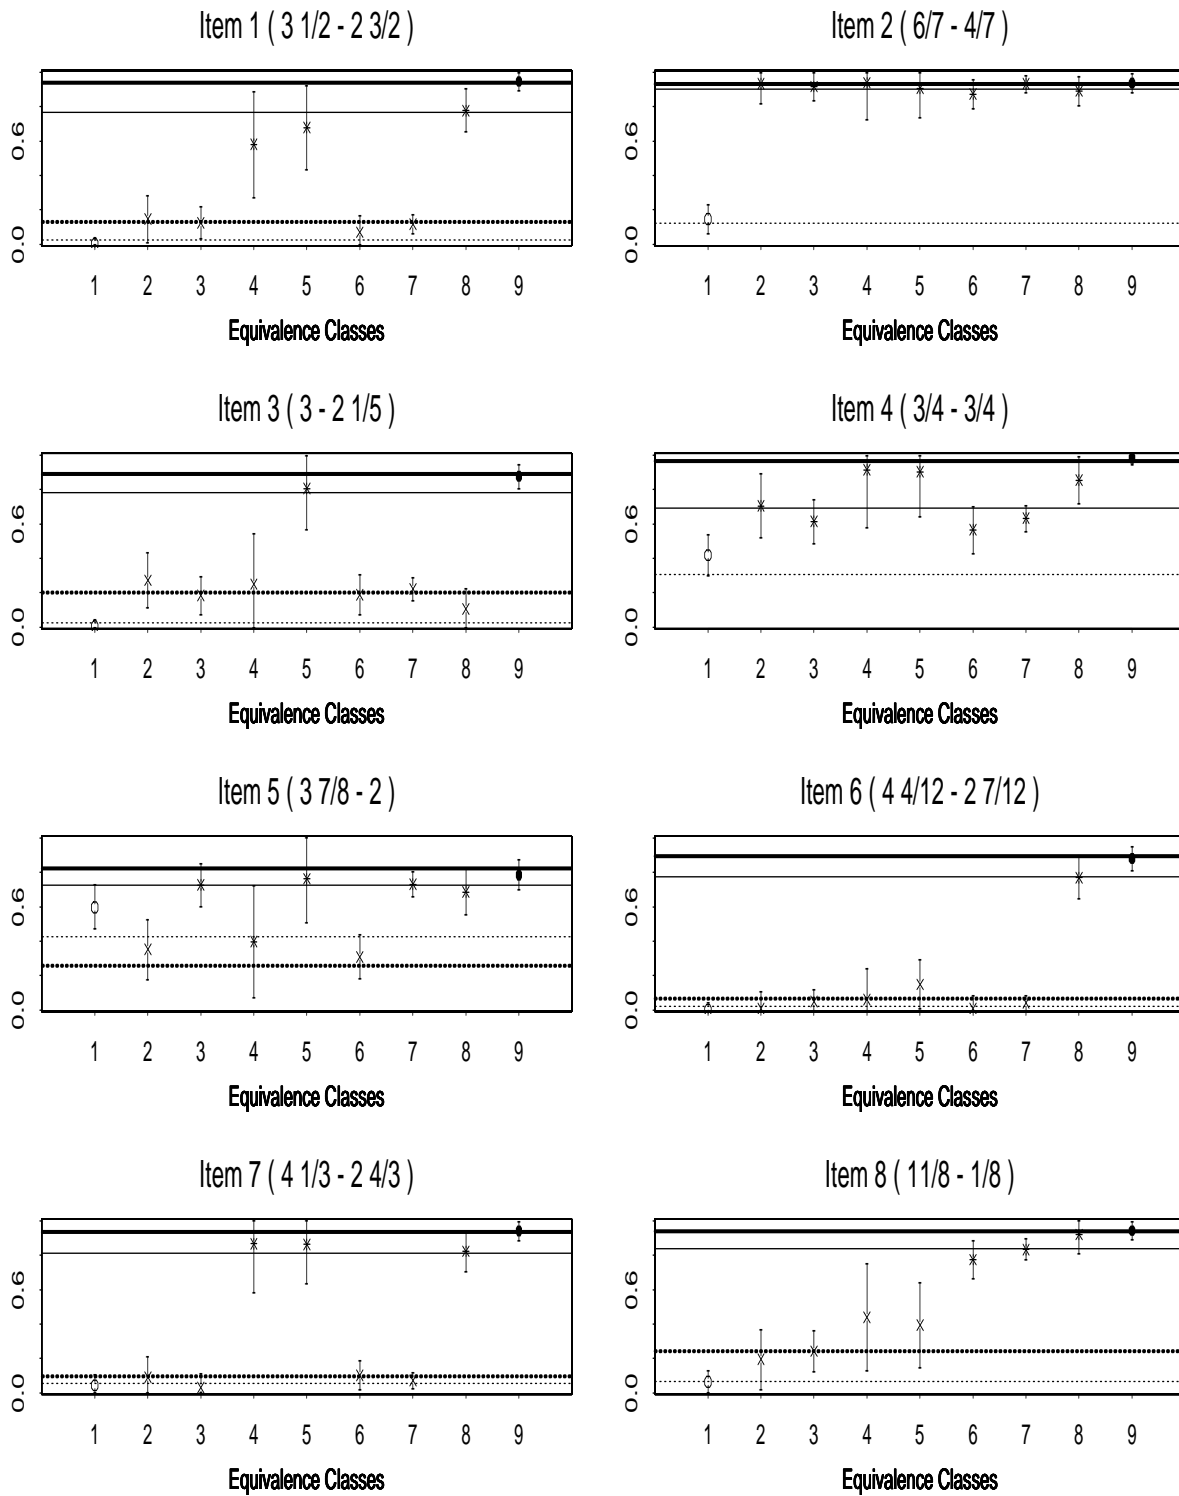 Item 1 ( 3 1/2 - 2 3/2 )
0.6
0.0
1 2 3 4 5 6 7 8 9
Equivalence Classes
Item 2 ( 6/7 - 4/7 )
0.6
0.0
1 2 3 4 5 6 7 8 9
Equivalence Classes
Item 3 ( 3 - 2 1/5 )
0.6
0.0
1 2 3 4 5 6 7 8 9
Equivalence Classes
Item 4 ( 3/4 - 3/4 )
0.6
0.0
1 2 3 4 5 6 7 8 9
Equivalence Classes
Item 5 ( 3 7/8 - 2 )
0.6
0.0
1 2 3 4 5 6 7 8 9
Equivalence Classes
Item 6 ( 4 4/12 - 2 7/12 )
0.6
0.0
1 2 3 4 5 6 7 8 9
Equivalence Classes
Item 7 ( 4 1/3 - 2 4/3 )
0.6
0.0
1 2 3 4 5 6 7 8 9
Equivalence Classes
Item 8 ( 11/8 - 1/8 )
0.6
0.0
1 2 3 4 5 6 7 8 9
Equivalence Classes